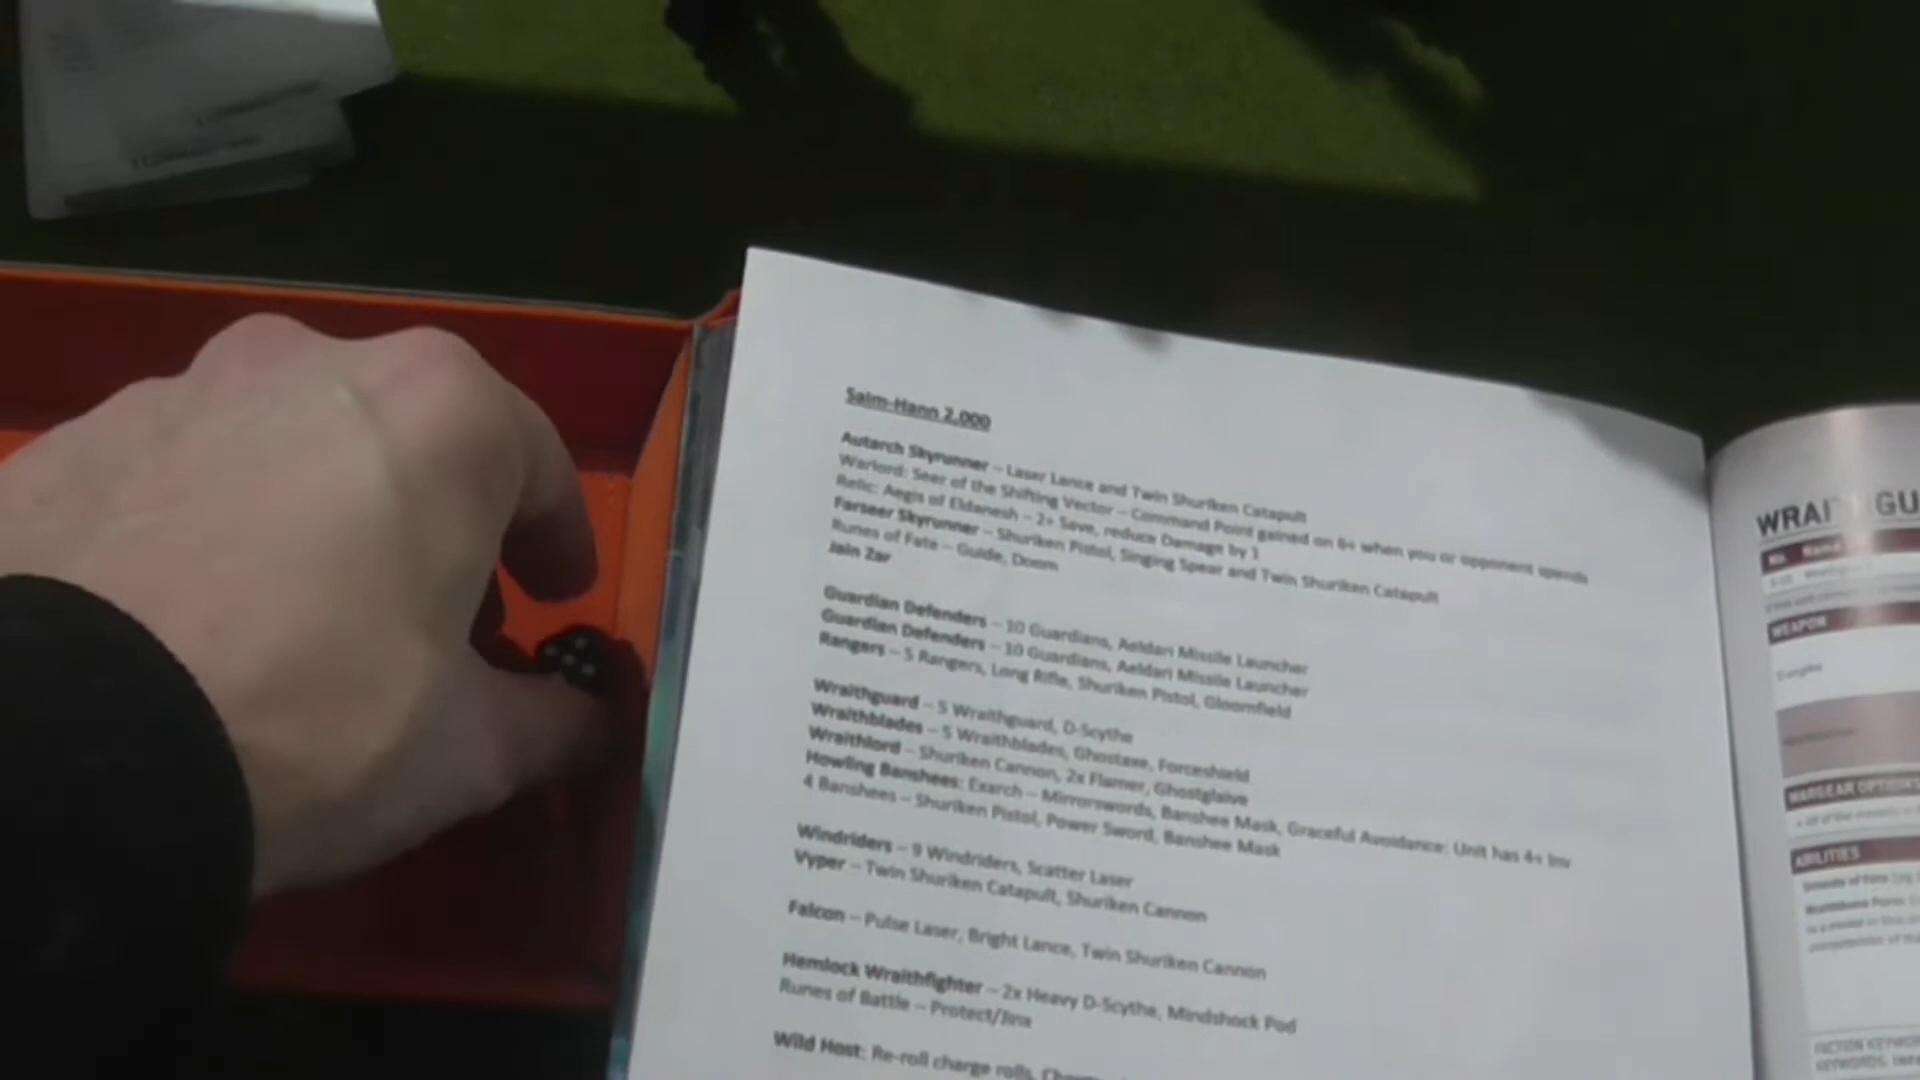 Saim-Hann 2,000
Autarch Skyrunner – Laser Lance and Twin Shuriken Catapult
Warlord: Seer of the Shifting Vector – Command Point gained on 6+ when you or opponent spends
Relic: Aegis of Eldanesh – 2+ Save, reduce Damage by 1
Farseer Skyrunner – Shuriken Pistol, Singing Spear and Twin Shuriken Catapult
Runes of Fate – Guide, Doom
Jain Zar
Guardian Defenders – 10 Guardians, Aeldari Missile Launcher
Guardian Defenders – 10 Guardians, Aeldari Missile Launcher
Rangers – 5 Rangers, Long Rifle, Shuriken Pistol, Gloomfield
Wraithguard – 5 Wraithguard, D-Scythe
Wraithblades – 5 Wraithblades, Ghostaxe, Forceshield
Wraithlord – Shuriken Cannon, 2x Flamer, Ghostglaive
Howling Banshees: Exarch – Mirrorswords, Banshee Mask, Graceful Avoidance: Unit has 4+ Inv
4 Banshees – Shuriken Pistol, Power Sword, Banshee Mask
Windriders – 9 Windriders, Scatter Laser
Vyper – Twin Shuriken Catapult, Shuriken Cannon
Falcon – Pulse Laser, Bright Lance, Twin Shuriken Cannon
Hemlock Wraithfighter – 2x Heavy D-Scythe, Mindshock Pod
Runes of Battle – Protect/Jinx
Wild Host: Re-roll charge rolls,
WEAPON
WARGEAR OPTIONS
ABILITIES